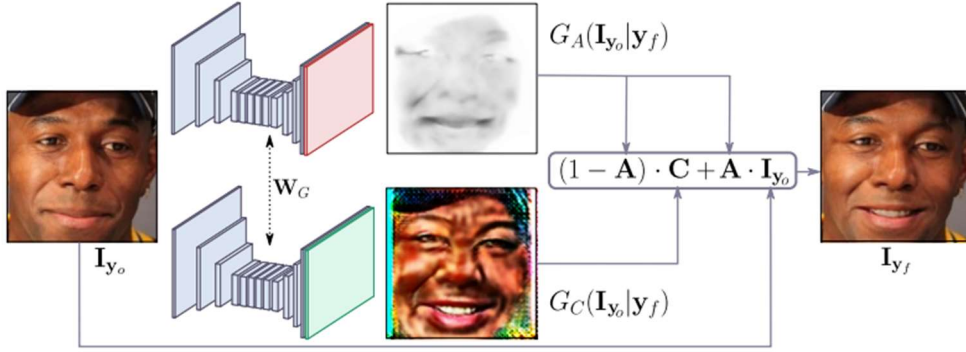 G_A(I_{y_o}|y_f)
(1 − A) · C + A · I_{y_o}
W_G
I_{y_o}
I_{y_f}
G_C(I_{y_o}|y_f)